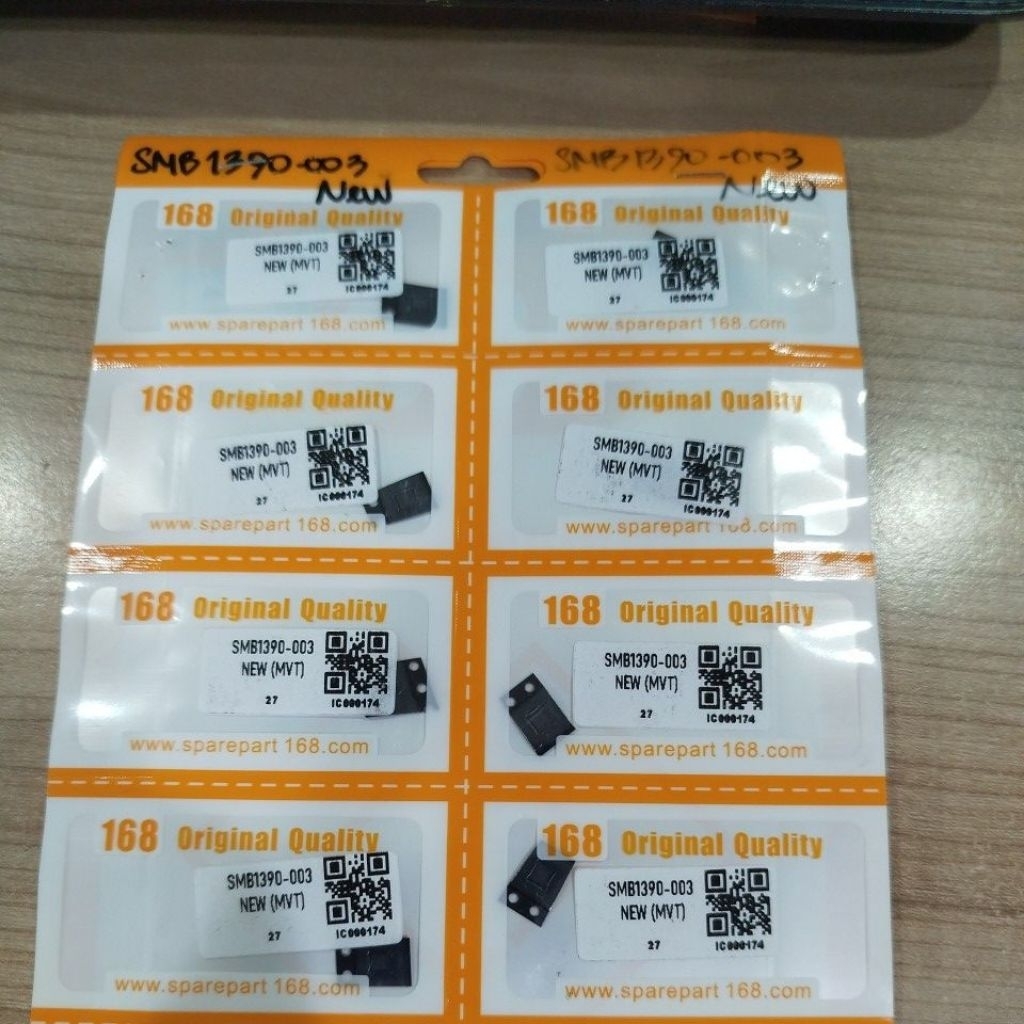 SMB1390-003
New
SMB1390-003
New
168 Original Quality
SMB1390-003
NEW (MVT)
27
IC000174
www.sparepart 168.com
168 Original Quality
SMB1390-003
NEW (MVT)
27
IC000174
www.sparepart 168.com
168 Original Quality
SMB1390-003
NEW (MVT)
27
IC000174
www.sparepart 168.com
168 Original Quality
SMB1390-003
NEW (MVT)
27
IC000174
www.sparepart 168.com
168 Original Quality
SMB1390-003
NEW (MVT)
27
IC000174
www.sparepart 168.com
168 Original Quality
SMB1390-003
NEW (MVT)
27
IC000174
www.sparepart 168.com
168 Original Quality
SMB1390-003
NEW (MVT)
27
IC000174
www.sparepart 168.com
168 Original Quality
SMB1390-003
NEW (MVT)
27
IC000174
www.sparepart 168.com